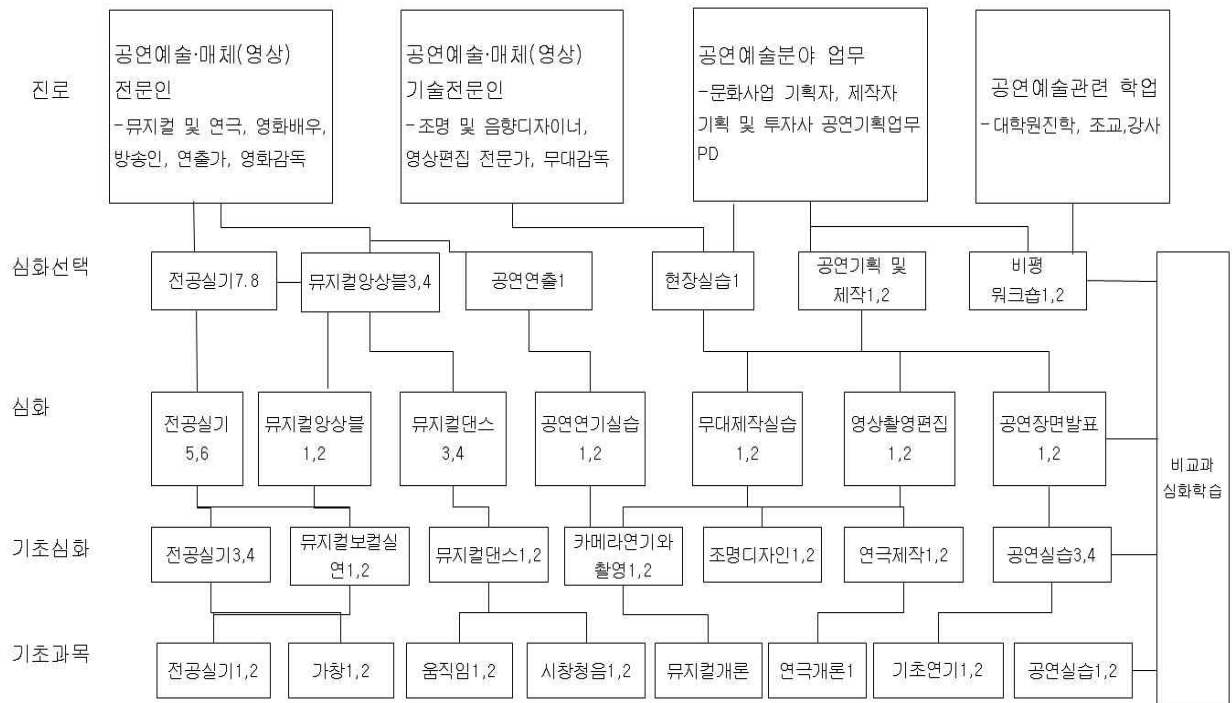 진로
공연예술·매체(영상)
전문인
-뮤지컬 및 연극, 영화배우,
방송인, 연출가, 영화감독
공연예술·매체(영상)
기술전문인
-조명 및 음향디자이너,
영상편집 전문가, 무대감독
공연예술분야 업무
-문화사업 기획자, 제작자
기획 및 투자사 공연기획업무
PD
공연예술관련 학업
-대학원진학, 조교,강사
심화선택
전공실기7.8
뮤지컬앙상블3,4
공연연출1
현장실습1
공연기획 및
제작1,2
비평
워크숍1,2
심화
전공실기
5,6
뮤지컬앙상블
1,2
뮤지컬댄스
3,4
공연연기실습
1,2
무대제작실습
1,2
영상촬영편집
1,2
공연장면발표
1,2
비교과
심화학습
기초심화
전공실기3,4
뮤지컬보컬실
연1,2
뮤지컬댄스1,2
카메라연기와
촬영1,2
조명디자인1,2
연극제작1,2
공연실습3,4
기초과목
전공실기1,2
가창1,2
움직임1,2
시창청음1,2
뮤지컬개론
연극개론1
기초연기1,2
공연실습1,2